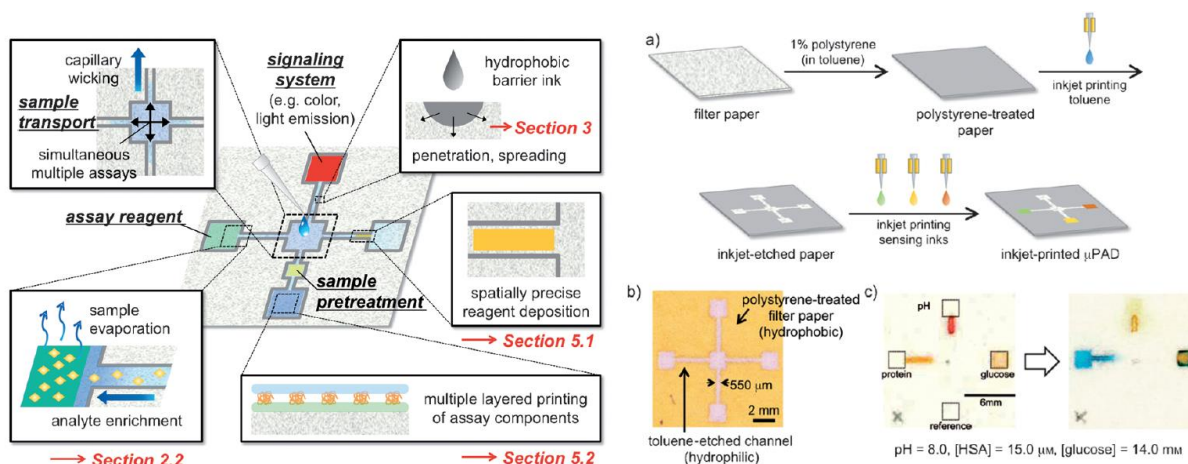 capillary
wicking
sample
transport
simultaneous
multiple assays
signaling
system
(e.g. color,
light emission)
hydrophobic
barrier ink
Section 3
penetration, spreading
assay reagent
sample
pretreatment
spatially precise
reagent deposition
Section 5.1
sample
evaporation
analyte enrichment
Section 2.2
multiple layered printing
of assay components
Section 5.2
a)
filter paper
1% polystyrene
(in toluene)
polystyrene-treated
paper
inkjet printing
toluene
inkjet-etched paper
inkjet printing
sensing inks
inkjet-printed µPAD
b)
polystyrene-treated
filter paper
(hydrophobic)
550 µm
2 mm
toluene-etched channel
(hydrophilic)
c)
pH
protein
glucose
6mm
reference
pH = 8.0, [HSA] = 15.0 µM, [glucose] = 14.0 mM